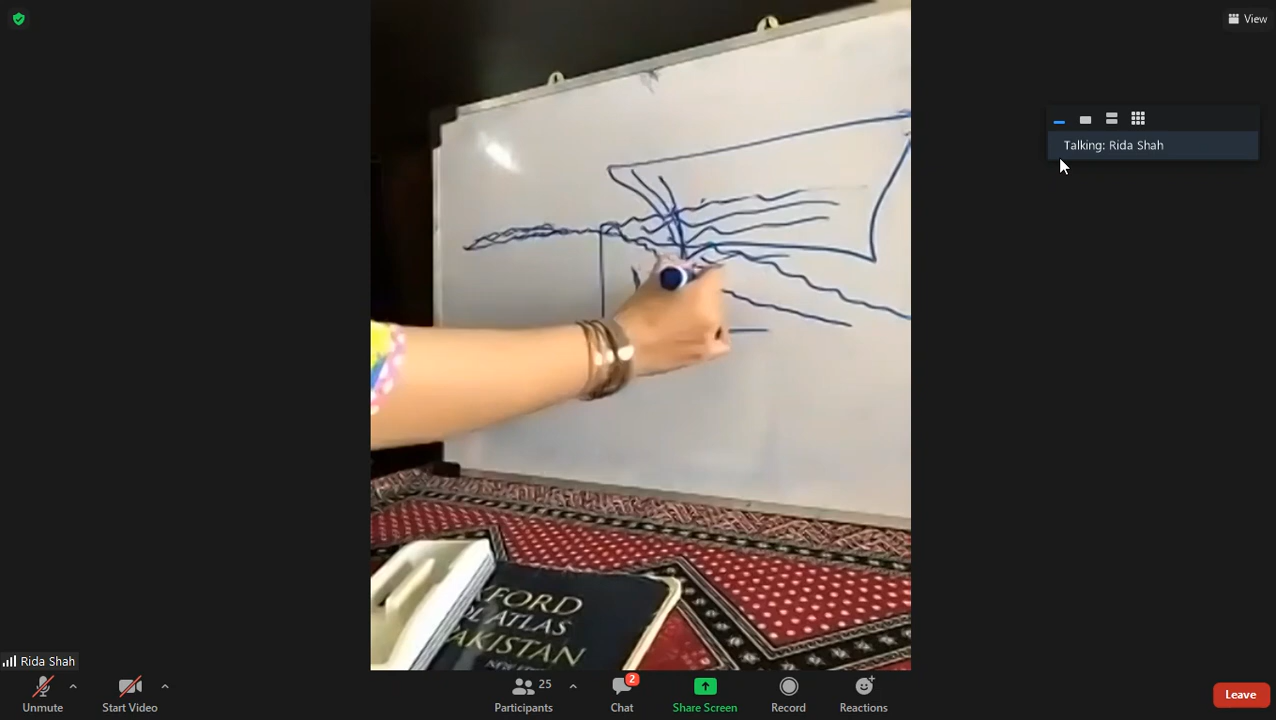 View
Talking: Rida Shah
OXFORD
OL ATLAS
AKISTAN
Rida Shah
Unmute
Start Video
25
Participants
2
Chat
Share Screen
Record
Reactions
Leave